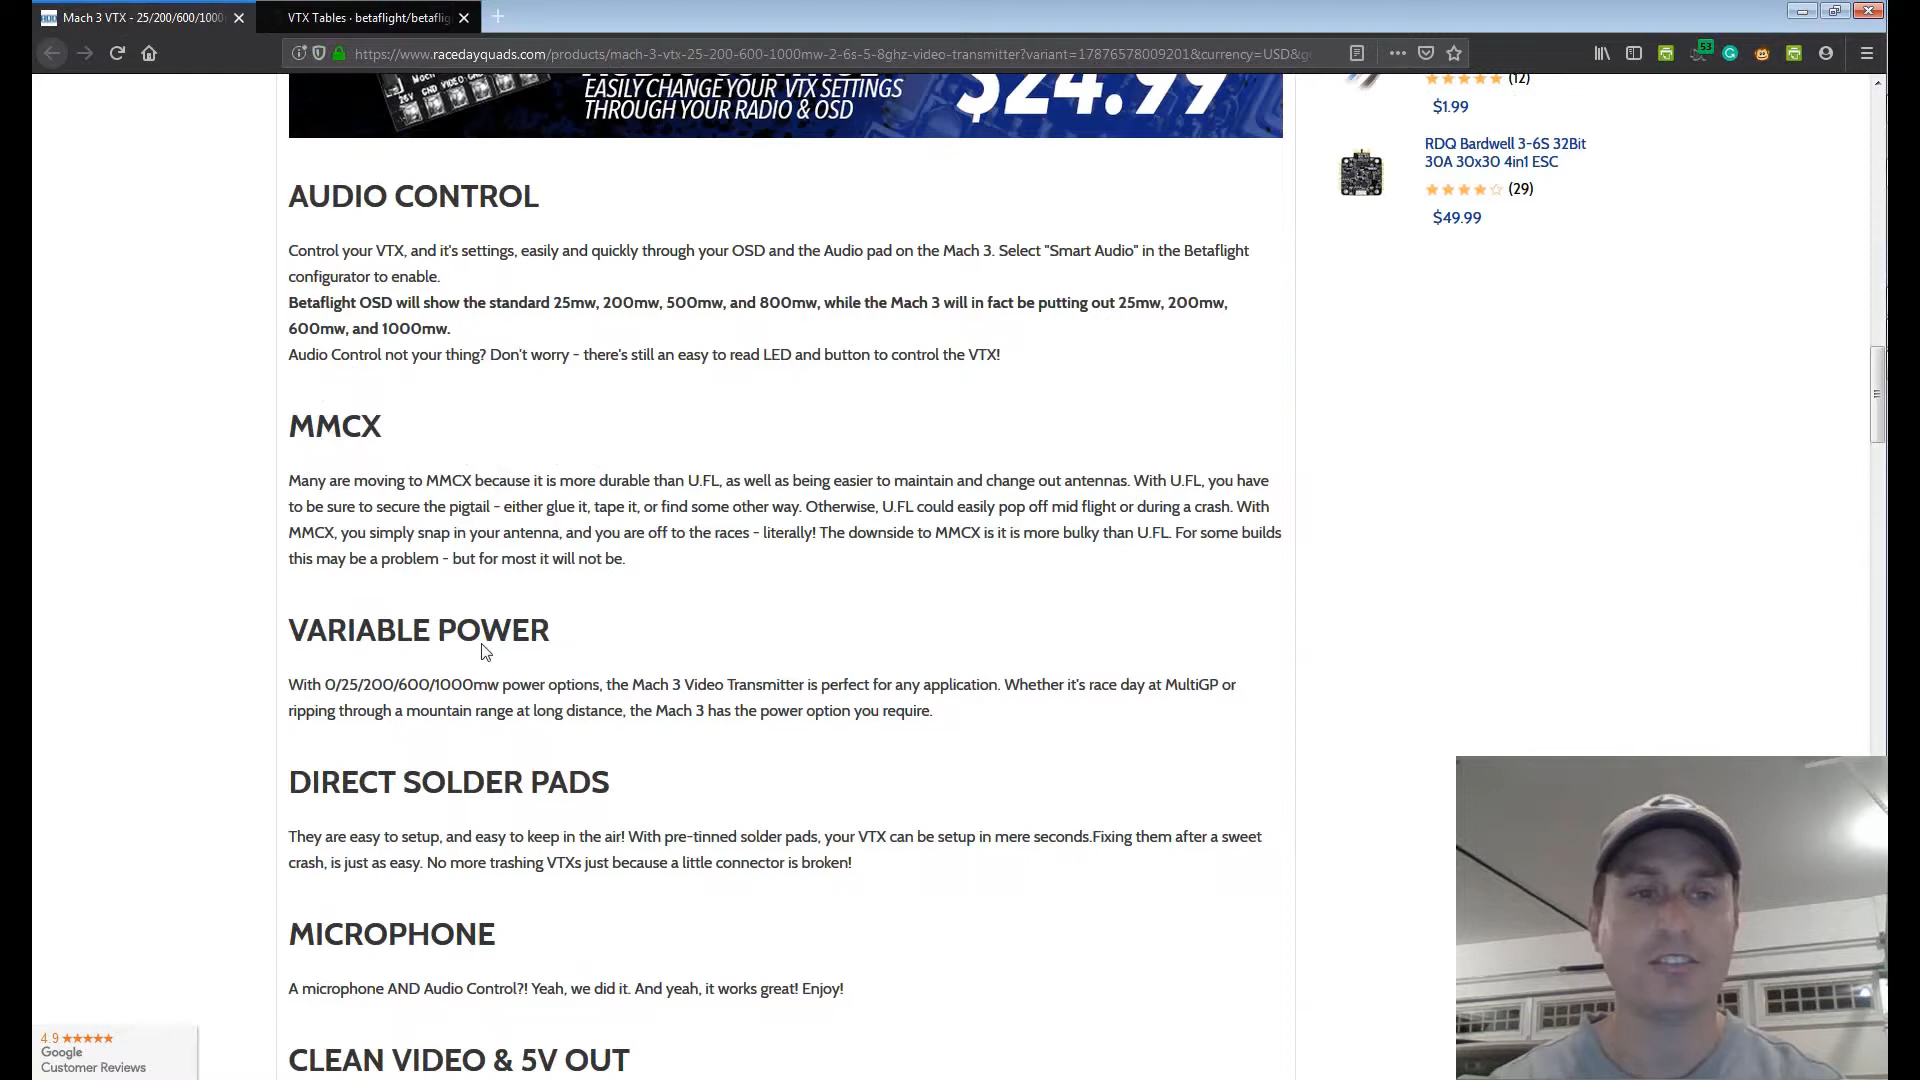 Mach 3 VTX - 25/200/600/1000
VTX Tables · betaflight/betaflig
https://www.racedayquads.com/products/mach-3-vtx-25-200-600-1000mw-2-6s-5-8ghz-video-transmitter?variant=17876578009201&currency=USD&g
53
25V GND VIDEO GND
EASILY CHANGE YOUR VTX SETTINGS
THROUGH YOUR RADIO & OSD
$24.99
(12)
$1.99
RDQ Bardwell 3-6S 32Bit
30A 30x30 4in1 ESC
(29)
$49.99
AUDIO CONTROL
Control your VTX, and it's settings, easily and quickly through your OSD and the Audio pad on the Mach 3. Select "Smart Audio" in the Betaflight
configurator to enable.
Betaflight OSD will show the standard 25mw, 200mw, 500mw, and 800mw, while the Mach 3 will in fact be putting out 25mw, 200mw,
600mw, and 1000mw.
Audio Control not your thing? Don't worry - there's still an easy to read LED and button to control the VTX!
MMCX
Many are moving to MMCX because it is more durable than U.FL, as well as being easier to maintain and change out antennas. With U.FL, you have
to be sure to secure the pigtail - either glue it, tape it, or find some other way. Otherwise, U.FL could easily pop off mid flight or during a crash. With
MMCX, you simply snap in your antenna, and you are off to the races - literally! The downside to MMCX is it is more bulky than U.FL. For some builds
this may be a problem - but for most it will not be.
VARIABLE POWER
With 0/25/200/600/1000mw power options, the Mach 3 Video Transmitter is perfect for any application. Whether it's race day at MultiGP or
ripping through a mountain range at long distance, the Mach 3 has the power option you require.
DIRECT SOLDER PADS
They are easy to setup, and easy to keep in the air! With pre-tinned solder pads, your VTX can be setup in mere seconds.Fixing them after a sweet
crash, is just as easy. No more trashing VTXs just because a little connector is broken!
MICROPHONE
A microphone AND Audio Control?! Yeah, we did it. And yeah, it works great! Enjoy!
4.9
Google
Customer Reviews
CLEAN VIDEO & 5V OUT